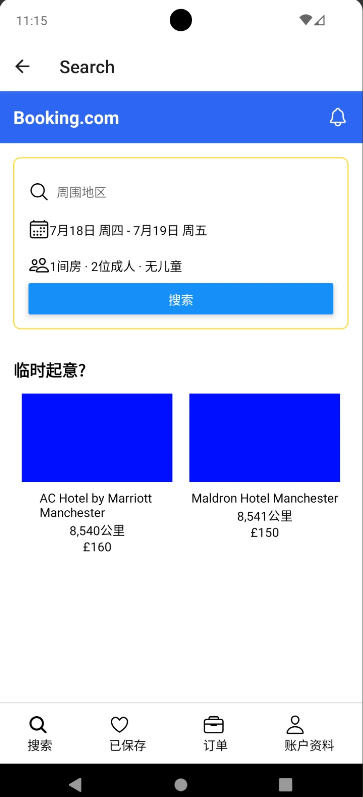 11:15
Search
Booking.com
周围地区
7月18日 周四 - 7月19日 周五
1间房 · 2位成人 · 无儿童
搜索
临时起意?
AC Hotel by Marriott
Manchester
8,540公里
£160
Maldron Hotel Manchester
8,541公里
£150
搜索
已保存
订单
账户资料